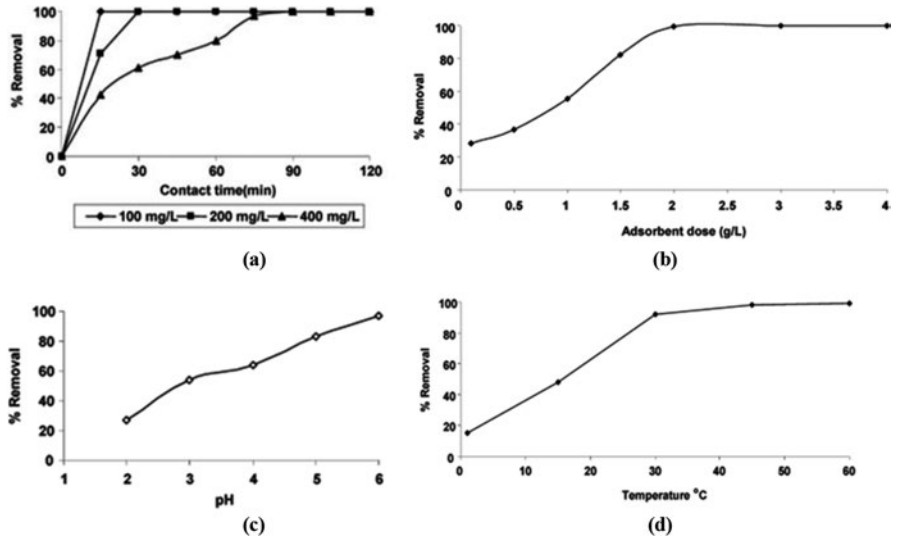 % Removal
100
80
60
40
20
0
0 30 60 90 120
Contact time(min)
100 mg/L 200 mg/L 400 mg/L
(a)
% Removal
100
80
60
40
20
0
0 0.5 1 1.5 2 2.5 3 3.5 4
Adsorbent dose (g/L)
(b)
% Removal
100
80
60
40
20
0
1 2 3 4 5 6
pH
(c)
% Removal
100
80
60
40
20
0
0 10 20 30 40 50 60
Temperature °C
(d)